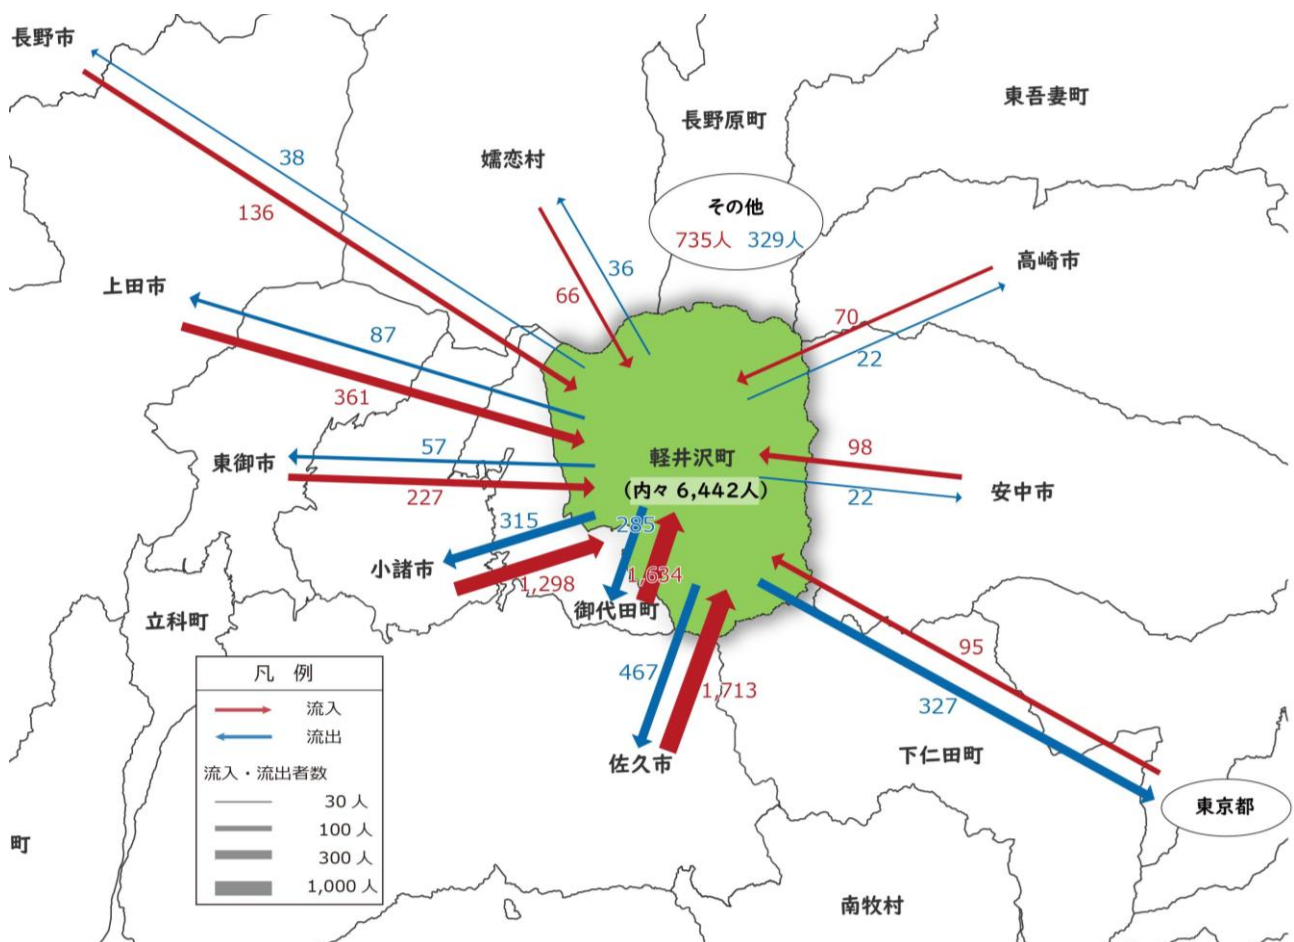 長野市
東吾妻町
長野原町
38
嬬恋村
その他
136
735人 329人
高崎市
36
上田市
66
70
87
22
361
57
98
軽井沢町
東御市
(内々 6,442人)
227
22
安中市
315
285
小諸市
1,298
1,634
御代田町
立科町
95
467
1,713
327
凡 例
流入
流出
流入・流出者数
30 人
100 人
300 人
1,000 人
佐久市
下仁田町
東京都
町
南牧村